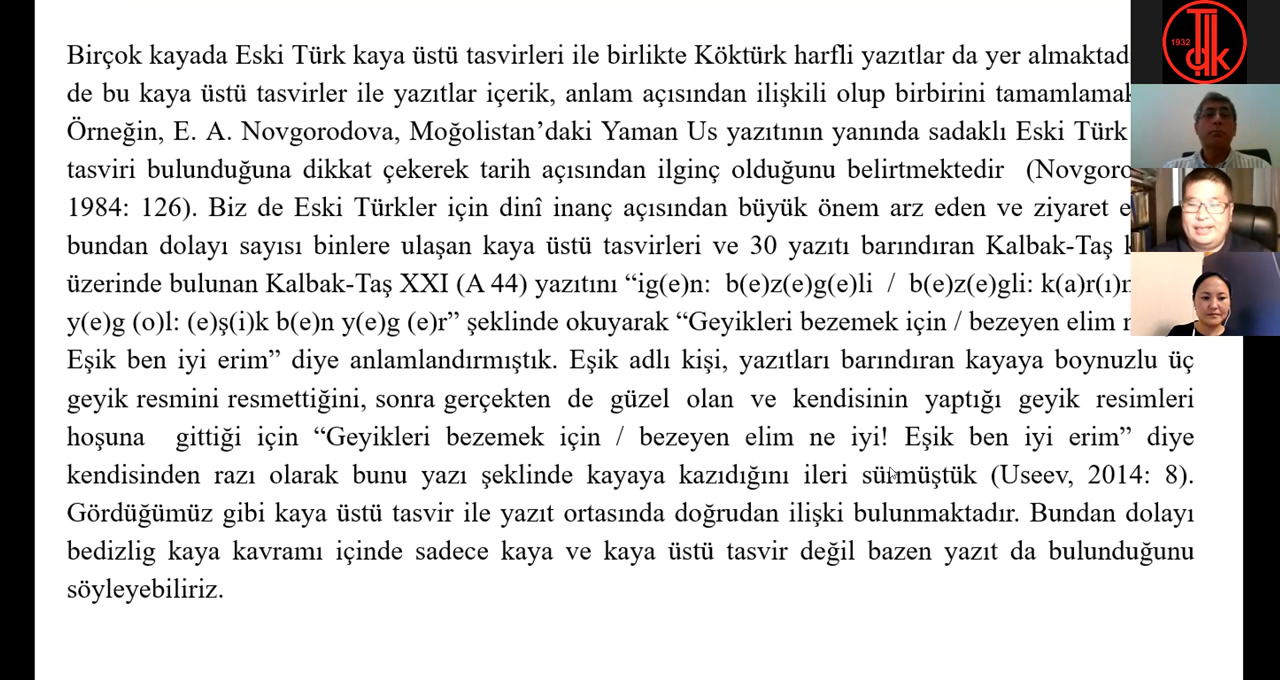 Birçok kayada Eski Türk kaya üstü tasvirleri ile birlikte Köktürk harfli yazıtlar da yer
de bu kaya üstü tasvirler ile yazıtlar içerik, anlam açısından ilişkili olup birbirini
Örneğin, E. A. Novgorodova, Moğolistan’daki Yaman Us yazıtının yanında sadaklı Eski Türk
tasviri bulunduğuna dikkat çekerek tarih açısından ilginç olduğunu belirtmektedir
1984: 126). Biz de Eski Türkler için dinî inanç açısından büyük önem arz eden ve ziyaret
bundan dolayı sayısı binlere ulaşan kaya üstü tasvirleri ve 30 yazıtı barındıran Kalbak-Taş
üzerinde bulunan Kalbak-Taş XXI (A 44) yazıtını “ig(e)n: b(e)z(e)g(e)li / b(e)z(e)gli:
y(e)g (o)l: (e)ş(i)k b(e)n y(e)g (e)r” şeklinde okuyarak “Geyikleri bezemek için / bezeyen elim
Eşik ben iyi erim” diye anlamlandırmıştık. Eşik adlı kişi, yazıtları barındıran kayaya boynuzlu üç
geyik resmini resmettiğini, sonra gerçekten de güzel olan ve kendisinin yaptığı geyik resimleri
hoşuna gittiği için “Geyikleri bezemek için / bezeyen elim ne iyi! Eşik ben iyi erim” diye
kendisinden razı olarak bunu yazı şeklinde kayaya kazıdığını ileri sürmüştük (Useev, 2014: 8).
Gördüğümüz gibi kaya üstü tasvir ile yazıt ortasında doğrudan ilişki bulunmaktadır. Bundan dolayı
bedizlig kaya kavramı içinde sadece kaya ve kaya üstü tasvir değil bazen yazıt da bulunduğunu
söyleyebiliriz.
1932